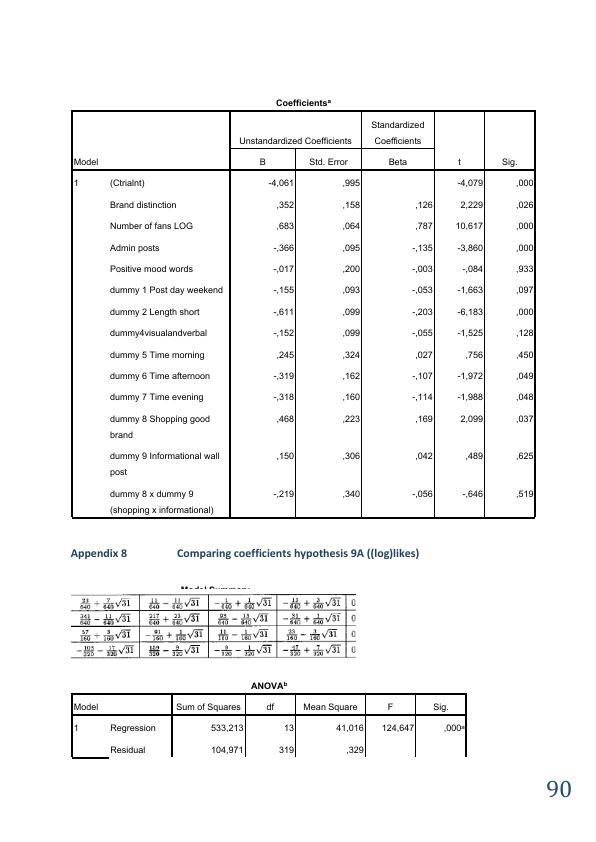 Coefficientsᵃ
Model Unstandardized Coefficients Standardized Coefficients t Sig.
B Std. Error Beta
1 (CtriaInt) -4,061 ,995 -4,079 ,000
Brand distinction ,352 ,158 ,126 2,229 ,026
Number of fans LOG ,683 ,064 ,787 10,617 ,000
Admin posts -,366 ,095 -,135 -3,860 ,000
Positive mood words -,017 ,200 -,003 -,084 ,933
dummy 1 Post day weekend -,155 ,093 -,053 -1,663 ,097
dummy 2 Length short -,611 ,099 -,203 -6,183 ,000
dummy4visualandverbal -,152 ,099 -,055 -1,525 ,128
dummy 5 Time morning ,245 ,324 ,027 ,756 ,450
dummy 6 Time afternoon -,319 ,162 -,107 -1,972 ,049
dummy 7 Time evening -,318 ,160 -,114 -1,988 ,048
dummy 8 Shopping good brand ,468 ,223 ,169 2,099 ,037
dummy 9 Informational wall post ,150 ,306 ,042 ,489 ,625
dummy 8 x dummy 9 (shopping x informational) -,219 ,340 -,056 -,646 ,519
Appendix 8 Comparing coefficients hypothesis 9A ((log)likes)
ANOVAᵇ
Model Sum of Squares df Mean Square F Sig.
1 Regression 533,213 13 41,016 124,647 ,000ᵃ
Residual 104,971 319 ,329
90